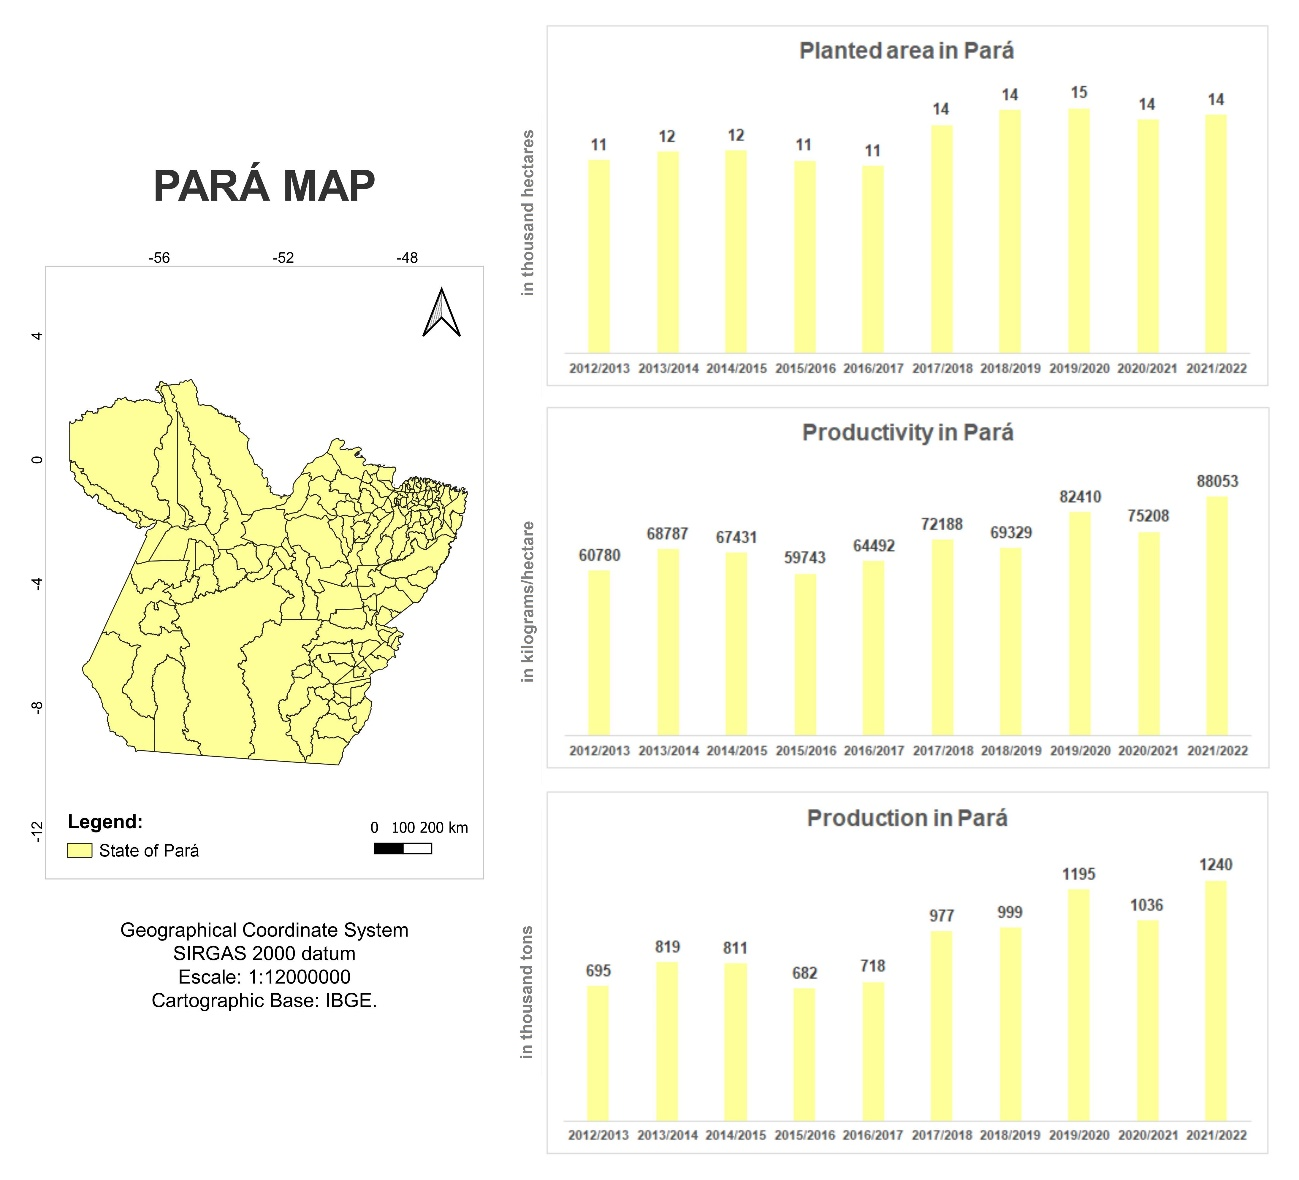 PARÁ MAP
-56 -52 -48
4
0
-4
-8
-12
Legend:
State of Pará
0 100 200 km
Geographical Coordinate System
SIRGAS 2000 datum
Escale: 1:12000000
Cartographic Base: IBGE.
Planted area in Pará
in thousand hectares
11 12 12 11 11 14 14 15 14 14
2012/2013 2013/2014 2014/2015 2015/2016 2016/2017 2017/2018 2018/2019 2019/2020 2020/2021 2021/2022
Productivity in Pará
in kilograms/hectare
60780 68787 67431 59743 64492 72188 69329 82410 75208 88053
2012/2013 2013/2014 2014/2015 2015/2016 2016/2017 2017/2018 2018/2019 2019/2020 2020/2021 2021/2022
Production in Pará
in thousand tons
695 819 811 682 718 977 999 1195 1036 1240
2012/2013 2013/2014 2014/2015 2015/2016 2016/2017 2017/2018 2018/2019 2019/2020 2020/2021 2021/2022